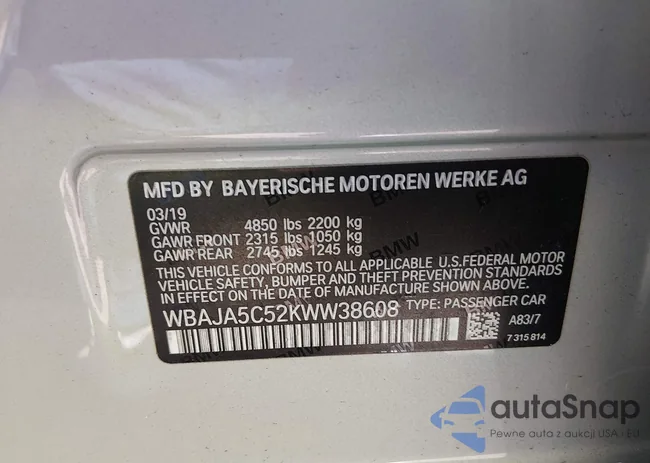 MFD BY BAYERISCHE MOTOREN WERKE AG
03/19
GVWR 4850 lbs 2200 kg
GAWR FRONT 2315 lbs 1050 kg
GAWR REAR 2745 lbs 1245 kg
THIS VEHICLE CONFORMS TO ALL APPLICABLE U.S.FEDERAL MOTOR
VEHICLE SAFETY, BUMPER, AND THEFT PREVENTION STANDARDS
IN EFFECT ON THE DATE OF MANUFACTURE SHOWN ABOVE.
WBAJA5C52KWW38608 TYPE: PASSENGER CAR
A83/7
7 315 814
autaSnap
Pewne auta z aukcji USA - EU